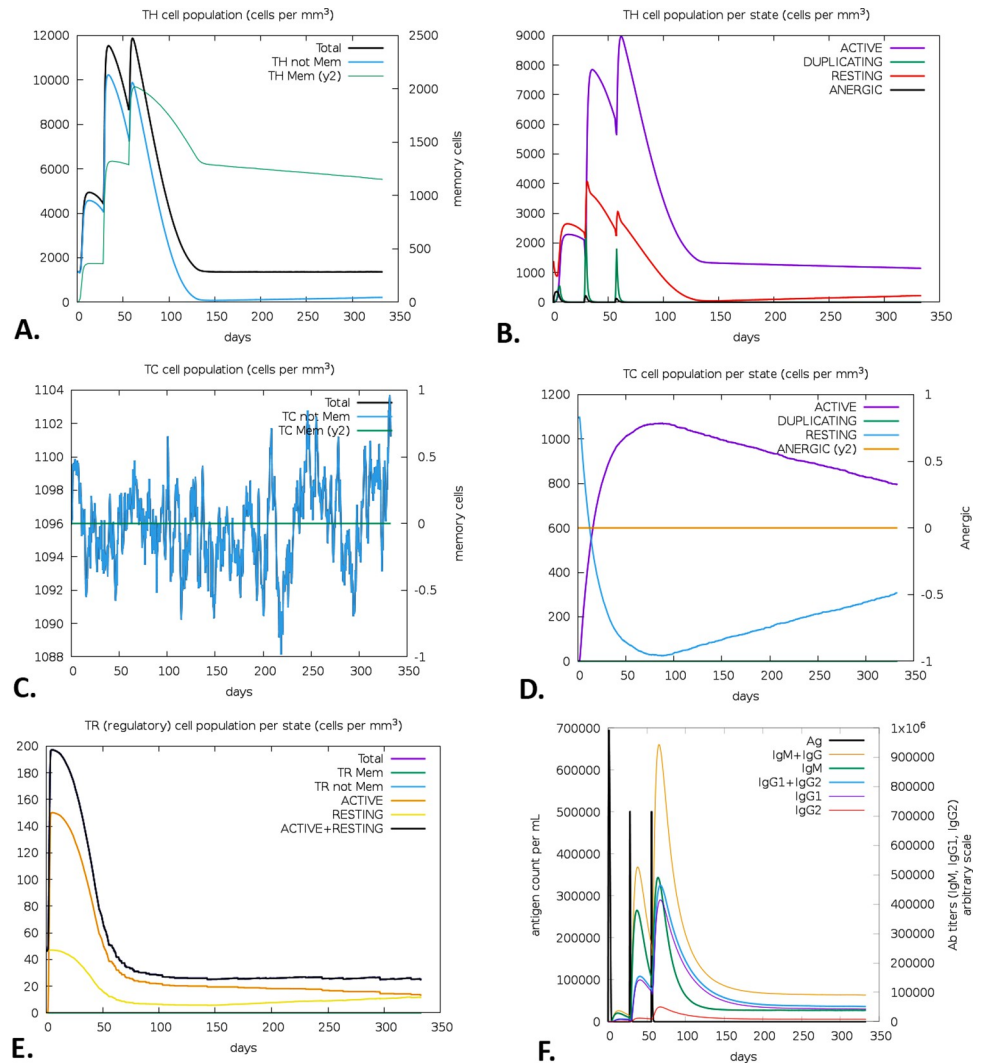 TH cell population (cells per mm3)
12000
10000
8000
6000
4000
2000
0
Total
TH not Mem
TH Mem (y2)
2500
2000
1500
1000
500
0
memory cells
0 50 100 150 200 250 300 350
days
A.
TH cell population per state (cells per mm3)
9000
8000
7000
6000
5000
4000
3000
2000
1000
0
ACTIVE
DUPLICATING
RESTING
ANERGIC
0 50 100 150 200 250 300 350
days
B.
TC cell population (cells per mm3)
1104
1102
1100
1098
1096
1094
1092
1090
1088
Total
TC not Mem
TC Mem (y2)
1
0.5
0
-0.5
-1
memory cells
0 50 100 150 200 250 300 350
days
C.
TC cell population per state (cells per mm3)
1200
1000
800
600
400
200
0
ACTIVE
DUPLICATING
RESTING
ANERGIC (y2)
1
0.5
0
-0.5
-1
Anergic
0 50 100 150 200 250 300 350
days
D.
TR (regulatory) cell population per state (cells per mm3)
200
180
160
140
120
100
80
60
40
20
0
Total
TR Mem
TR not Mem
ACTIVE
RESTING
ACTIVE+RESTING
0 50 100 150 200 250 300 350
days
E.
700000
600000
500000
400000
300000
200000
100000
0
antigen count per mL
Ag
IgM+IgG
IgM
IgG1+IgG2
IgG1
IgG2
1x10^6
900000
800000
700000
600000
500000
400000
300000
200000
100000
0
Ab titers (IgM, IgG1, IgG2)
arbitrary scale
0 50 100 150 200 250 300 350
days
F.